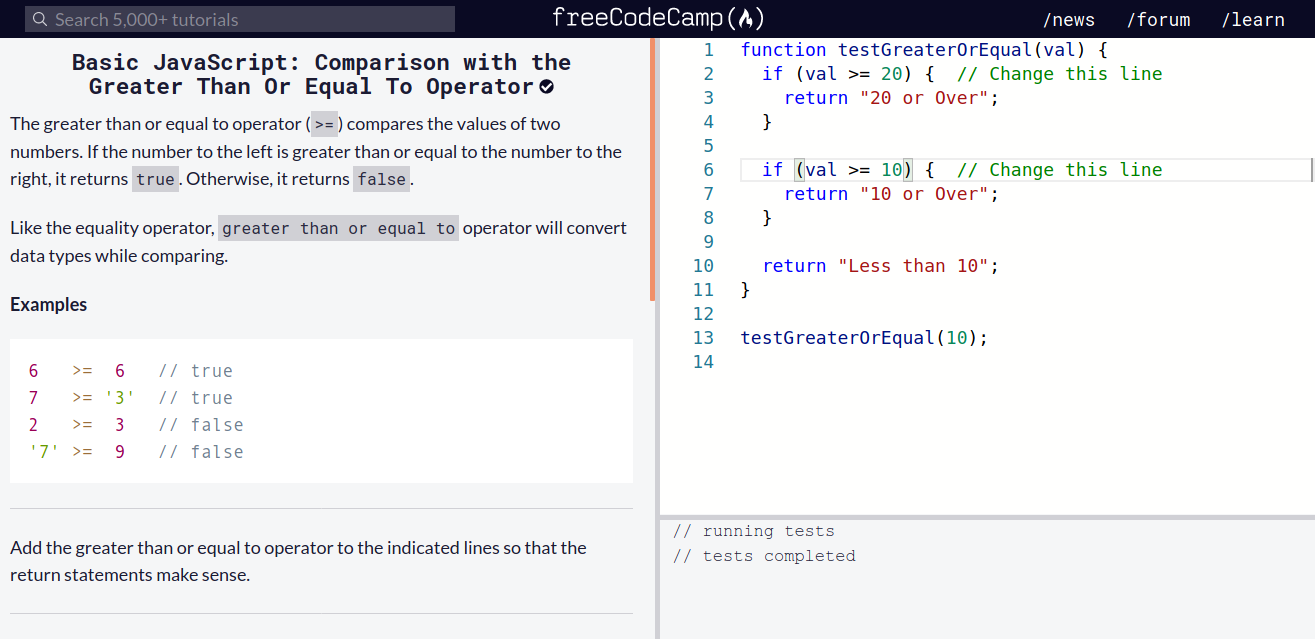 Search 5,000+ tutorials
freeCodeCamp(🔥)
/news /forum /learn
Basic JavaScript: Comparison with the
Greater Than Or Equal To Operator
The greater than or equal to operator (>=) compares the values of two
numbers. If the number to the left is greater than or equal to the number to the
right, it returns true. Otherwise, it returns false.
Like the equality operator, greater than or equal to operator will convert
data types while comparing.
Examples
6 >= 6 // true
7 >= '3' // true
2 >= 3 // false
'7' >= 9 // false
Add the greater than or equal to operator to the indicated lines so that the
return statements make sense.
1 function testGreaterOrEqual(val) {
2 if (val >= 20) { // Change this line
3 return "20 or Over";
4 }
5
6 if (val >= 10) { // Change this line
7 return "10 or Over";
8 }
9
10 return "Less than 10";
11 }
12
13 testGreaterOrEqual(10);
14
// running tests
// tests completed